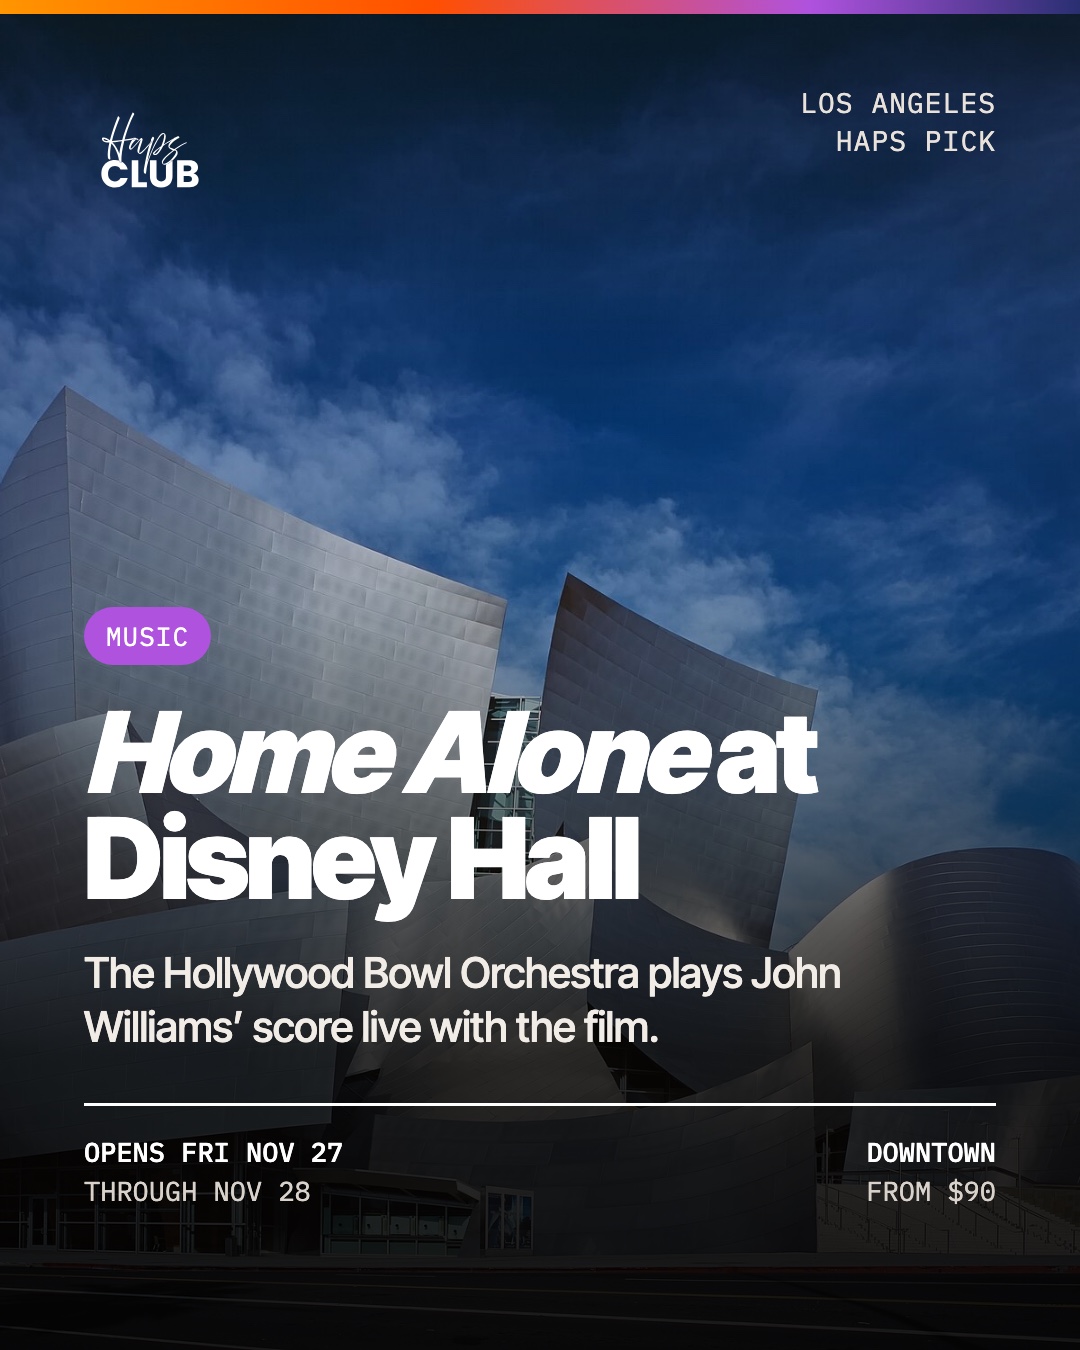 Haps
CLUB
LOS ANGELES
HAPS PICK
MUSIC
Home Alone at
Disney Hall
The Hollywood Bowl Orchestra plays John
Williams’ score live with the film.
OPENS FRI NOV 27
THROUGH NOV 28
DOWNTOWN
FROM $90